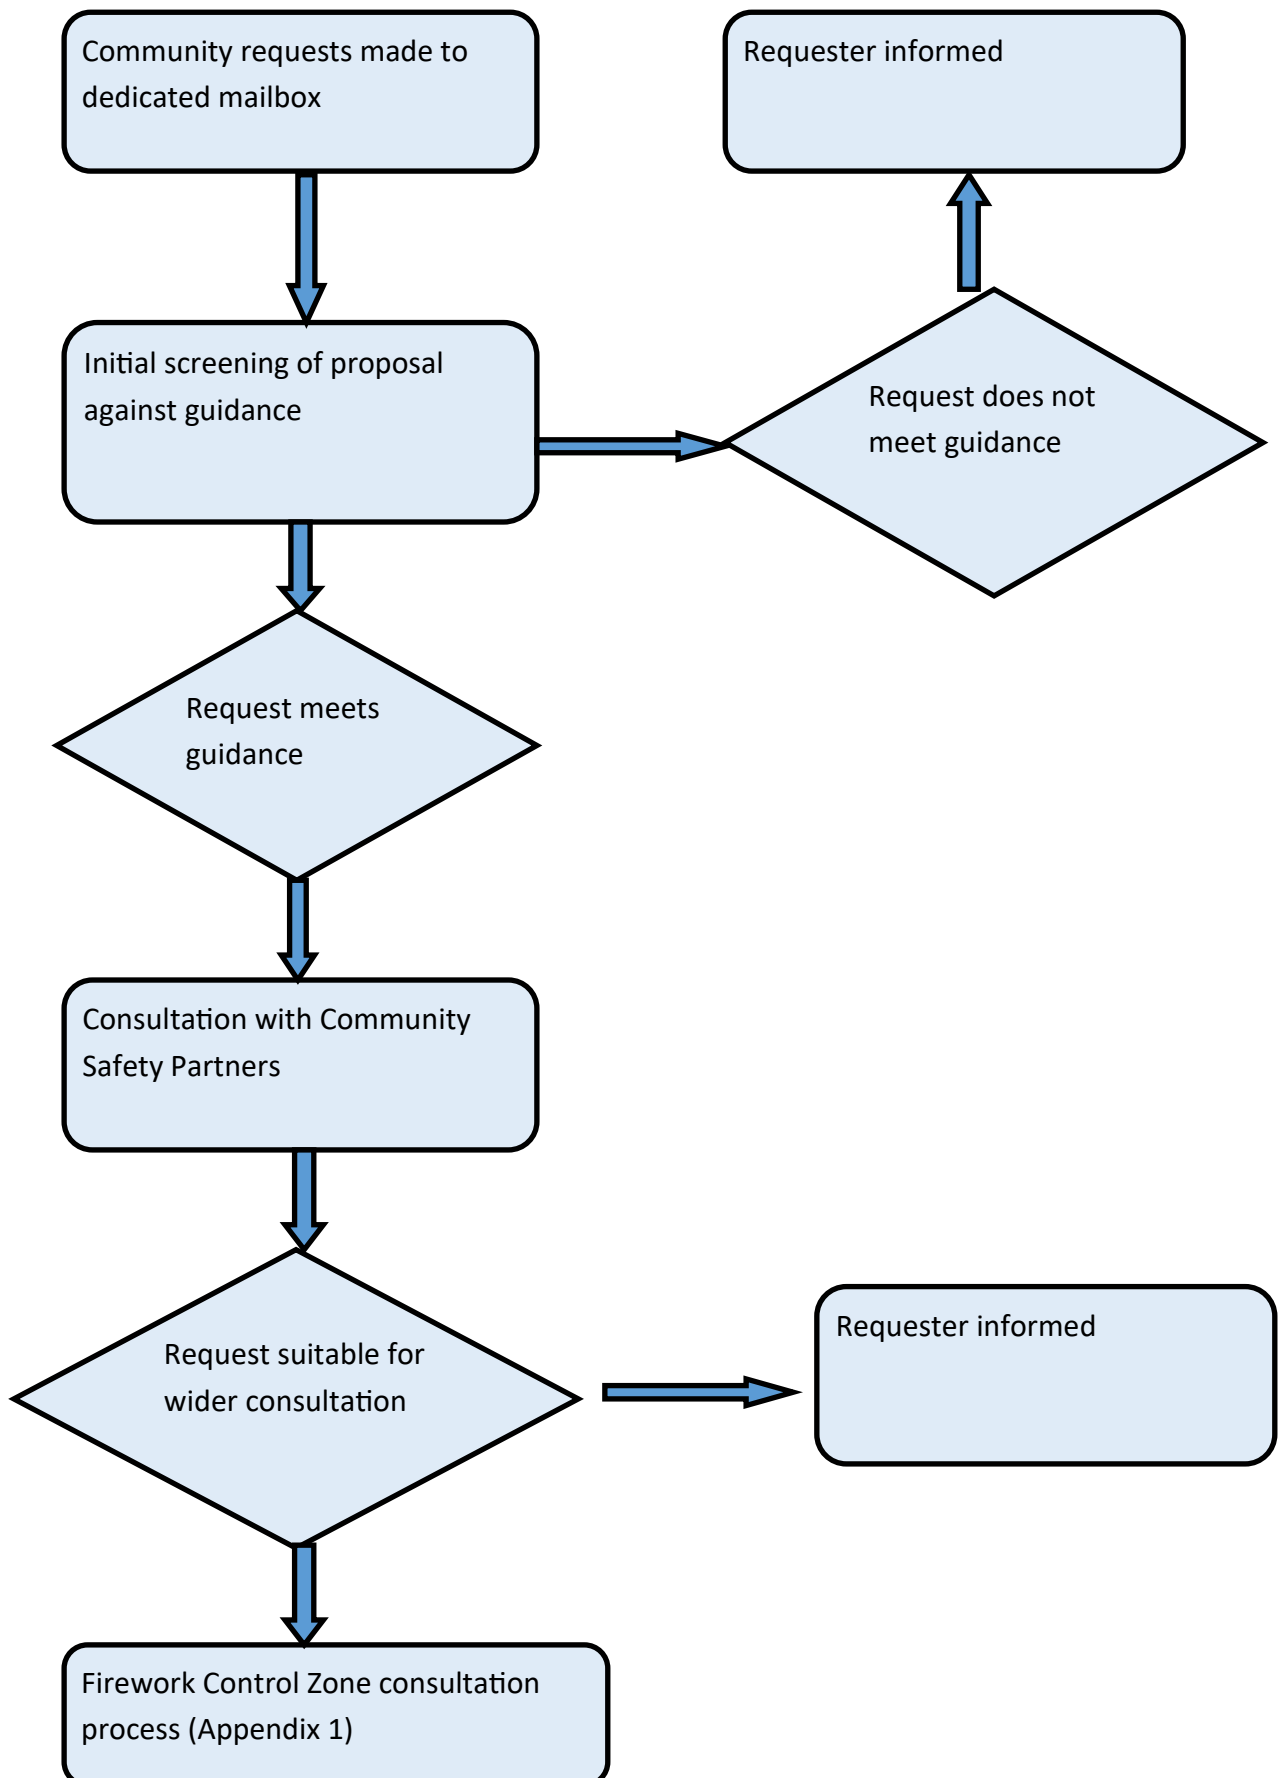 Community requests made to
dedicated mailbox
Requester informed
Initial screening of proposal
against guidance
Request does not
meet guidance
Request meets
guidance
Consultation with Community
Safety Partners
Request suitable for
wider consultation
Requester informed
Firework Control Zone consultation
process (Appendix 1)